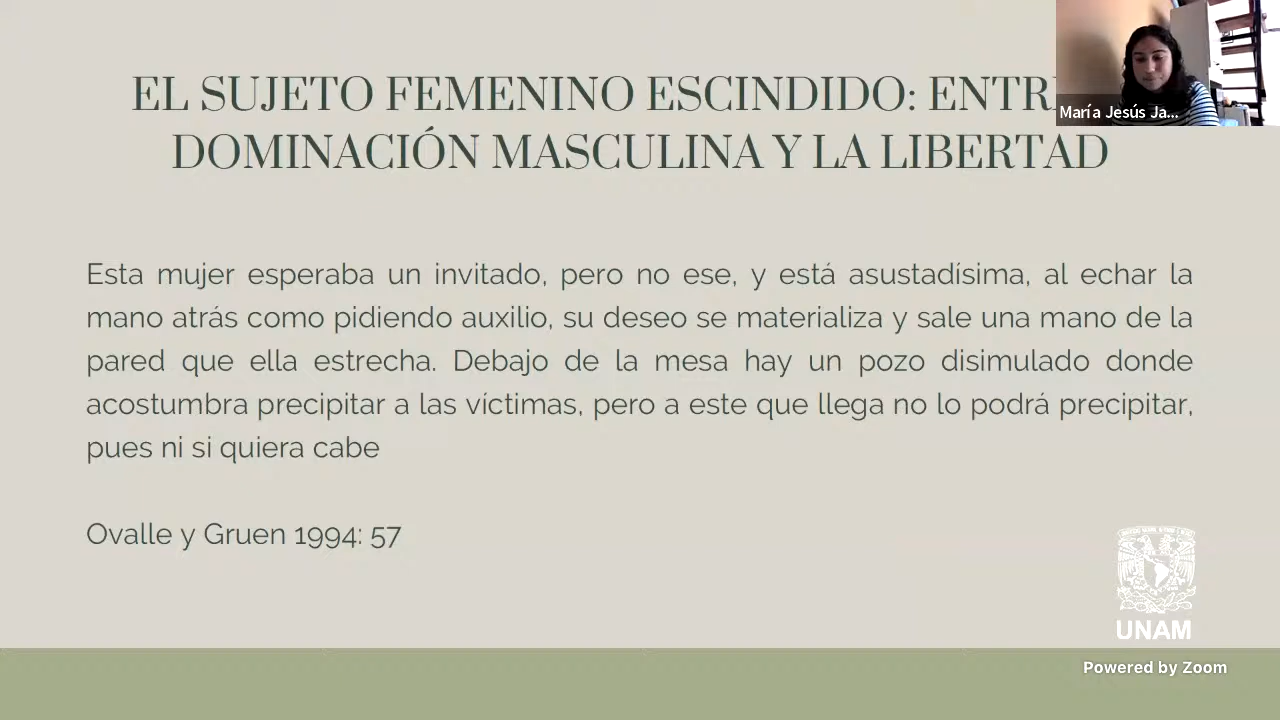 EL SUJETO FEMENINO ESCINDIDO: ENTR
DOMINACIÓN MASCULINA Y LA LIBERTAD
María Jesús Ja...
Esta mujer esperaba un invitado, pero no ese, y está asustadísima, al echar la
mano atrás como pidiendo auxilio, su deseo se materializa y sale una mano de la
pared que ella estrecha. Debajo de la mesa hay un pozo disimulado donde
acostumbra precipitar a las víctimas, pero a este que llega no lo podrá precipitar,
pues ni si quiera cabe
Ovalle y Gruen 1994: 57
UNAM
Powered by Zoom